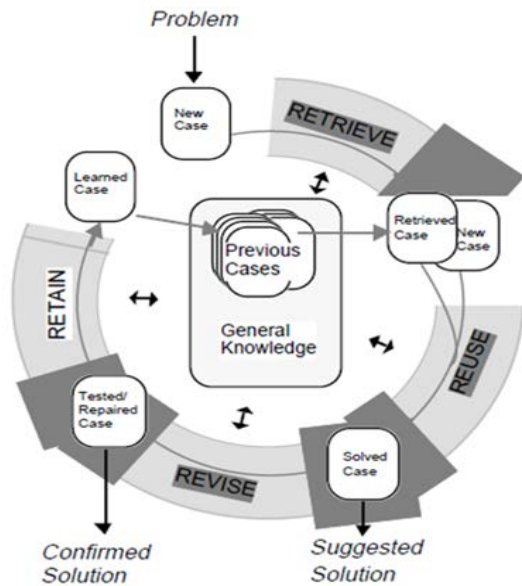 Problem
New
Case
RETRIEVE
Learned
Case
Retrieved
Case
New
Case
Previous
Cases
General
Knowledge
RETAIN
REUSE
Tested/
Repaired
Case
Solved
Case
REVISE
Confirmed
Solution
Suggested
Solution